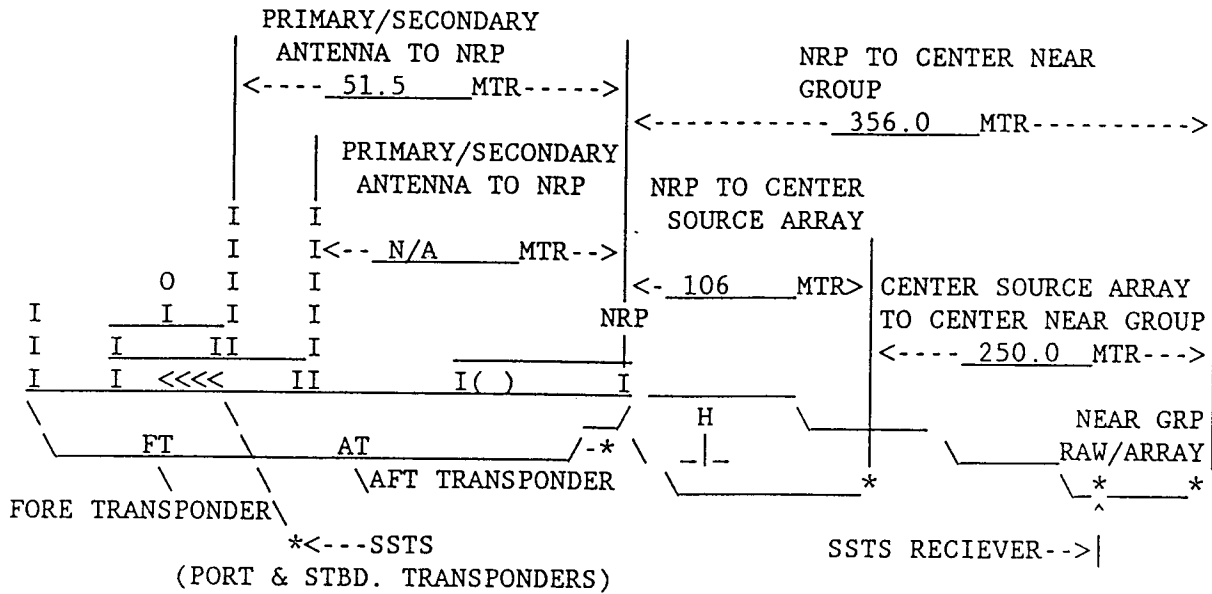 PRIMARY/SECONDARY
ANTENNA TO NRP
<---- 51.5 MTR----->
NRP TO CENTER NEAR
GROUP
<----------- 356.0 MTR---------->
PRIMARY/SECONDARY
ANTENNA TO NRP
<-- N/A MTR-->
NRP TO CENTER
SOURCE ARRAY
<- 106 MTR>
CENTER SOURCE ARRAY
TO CENTER NEAR GROUP
<---- 250.0 MTR--->
O
NRP
I I II I
I I <<<< II I( ) I
H
FT AT
NEAR GRP
RAW/ARRAY
AFT TRANSPONDER
FORE TRANSPONDER
*<---SSTS
(PORT & STBD. TRANSPONDERS)
SSTS RECIEVER-->